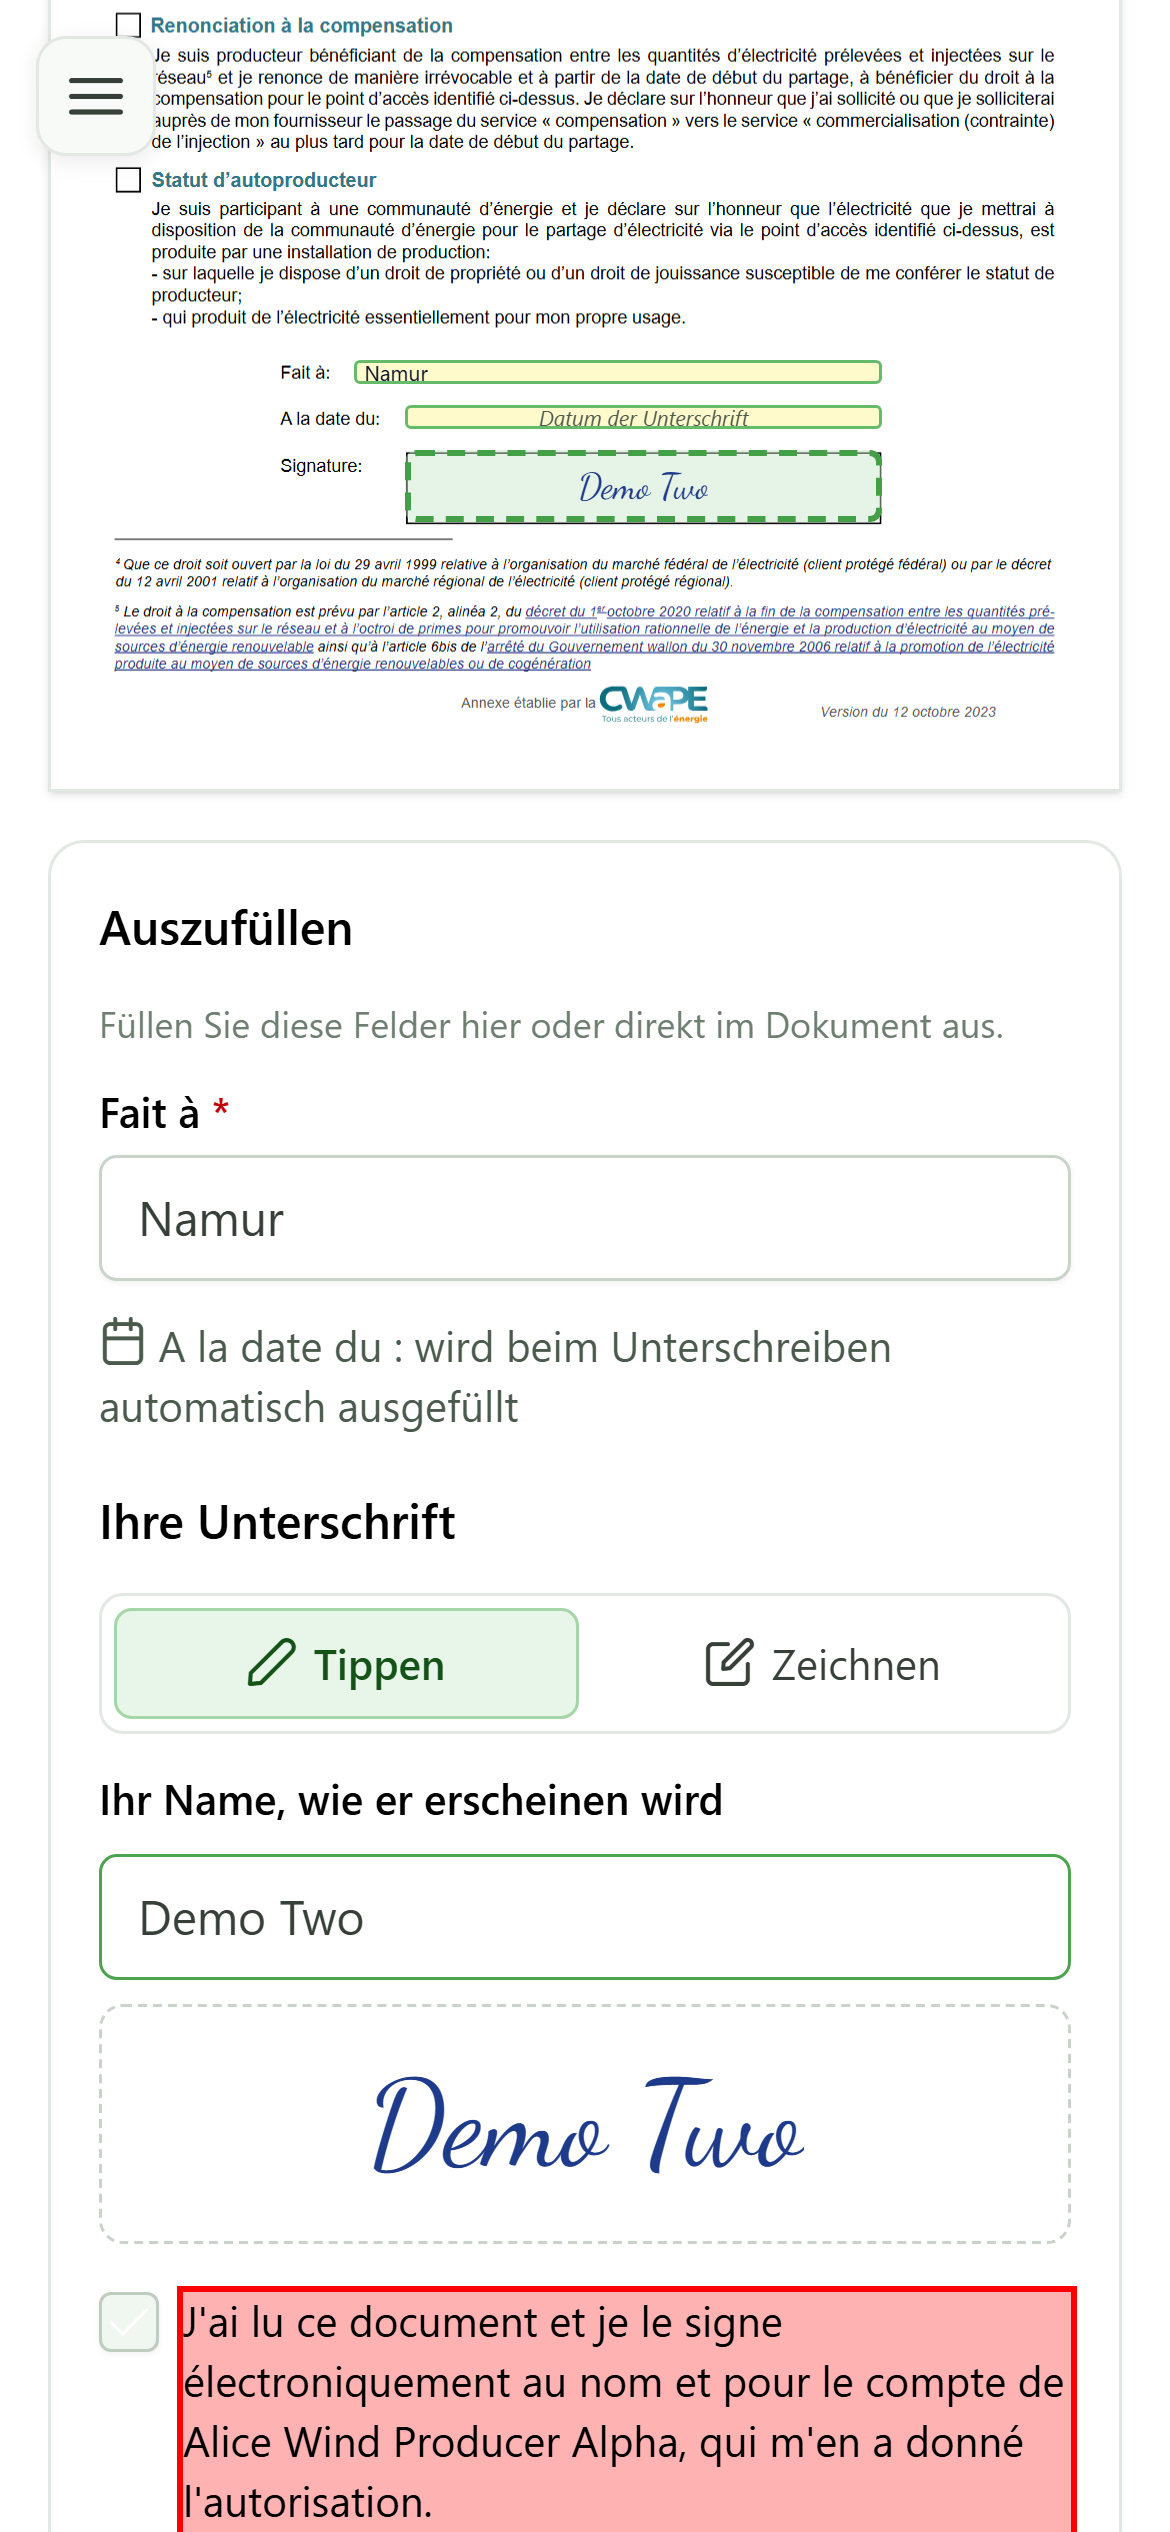 Renonciation à la compensation
Je suis producteur bénéficiant de la compensation entre les quantités d'électricité prélevées et injectées sur le
réseau⁵ et je renonce de manière irrévocable et à partir de la date de début du partage, à bénéficier du droit à la
compensation pour le point d'accès identifié ci-dessus. Je déclare sur l'honneur que j'ai sollicité ou que je solliciterai
auprès de mon fournisseur le passage du service « compensation » vers le service « commercialisation (contrainte)
de l'injection » au plus tard pour la date de début du partage.
Statut d'autoproducteur
Je suis participant à une communauté d'énergie et je déclare sur l'honneur que l'électricité que je mettrai à
disposition de la communauté d'énergie pour le partage d'électricité via le point d'accès identifié ci-dessus, est
produite par une installation de production:
- sur laquelle je dispose d'un droit de propriété ou d'un droit de jouissance susceptible de me conférer le statut de
producteur;
- qui produit de l'électricité essentiellement pour mon propre usage.
Fait à: Namur
A la date du: Datum der Unterschrift
Signature: Demo Two
⁴ Que ce droit soit ouvert par la loi du 29 avril 1999 relative à l'organisation du marché fédéral de l'électricité (client protégé fédéral) ou par le décret
du 12 avril 2001 relatif à l'organisation du marché régional de l'électricité (client protégé régional).
⁵ Le droit à la compensation est prévu par l'article 2, alinéa 2, du décret du 1er octobre 2020 relatif à la fin de la compensation entre les quantités pré-
levées et injectées sur le réseau et à l'octroi de primes pour promouvoir l'utilisation rationnelle de l'énergie et la production d'électricité au moyen de
sources d'énergie renouvelable ainsi qu'à l'article 6bis de l'arrêté du Gouvernement wallon du 30 novembre 2006 relatif à la promotion de l'électricité
produite au moyen de sources d'énergie renouvelables ou de cogénération
Annexe établie par la CWaPE
Tous acteurs de l'énergie
Version du 12 octobre 2023
Auszufüllen
Füllen Sie diese Felder hier oder direkt im Dokument aus.
Fait à *
Namur
A la date du : wird beim Unterschreiben
automatisch ausgefüllt
Ihre Unterschrift
Tippen
Zeichnen
Ihr Name, wie er erscheinen wird
Demo Two
Demo Two
J'ai lu ce document et je le signe
électroniquement au nom et pour le compte de
Alice Wind Producer Alpha, qui m'en a donné
l'autorisation.